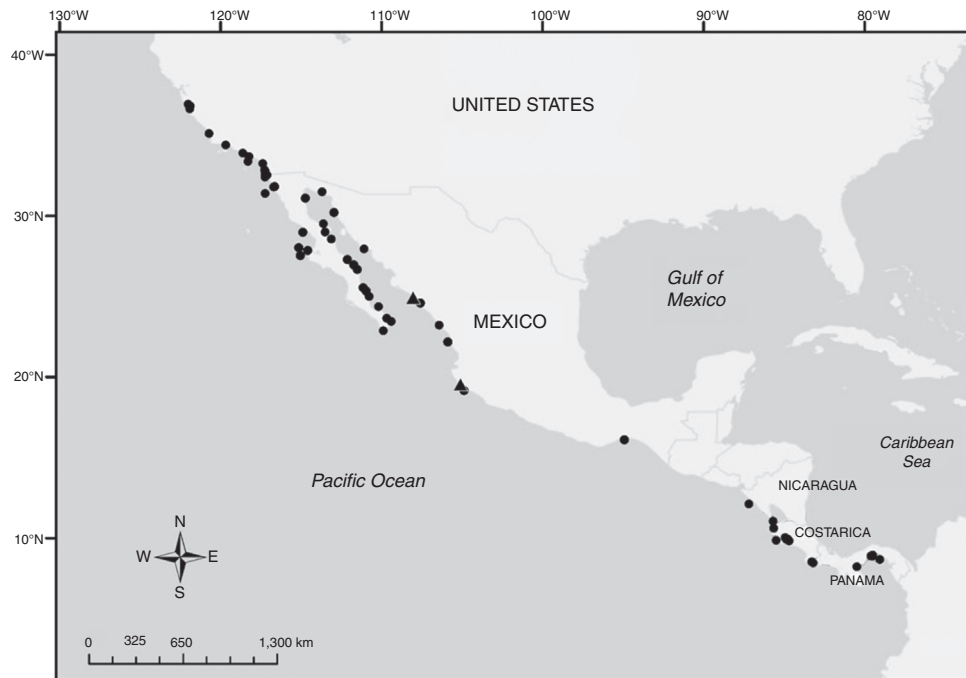 130°W 120°W 110°W 100°W 90°W 80°W
40°W
UNITED STATES
30°N
Gulf of
Mexico
MEXICO
20°N
Caribbean
Sea
Pacific Ocean
NICARAGUA
N
COSTARICA
10°N
W E
PANAMA
S
0 325 650 1,300 km